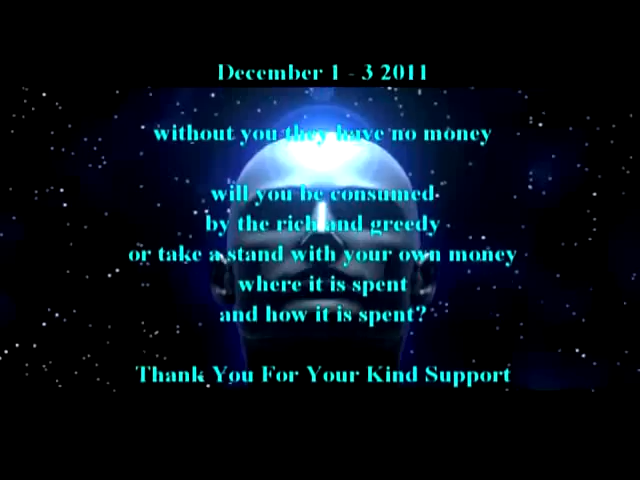 December 1 - 3 2011
without you they have no money
will you be consumed
by the rich and greedy
or take a stand with your own money
where it is spent
and how it is spent?
Thank You For Your Kind Support